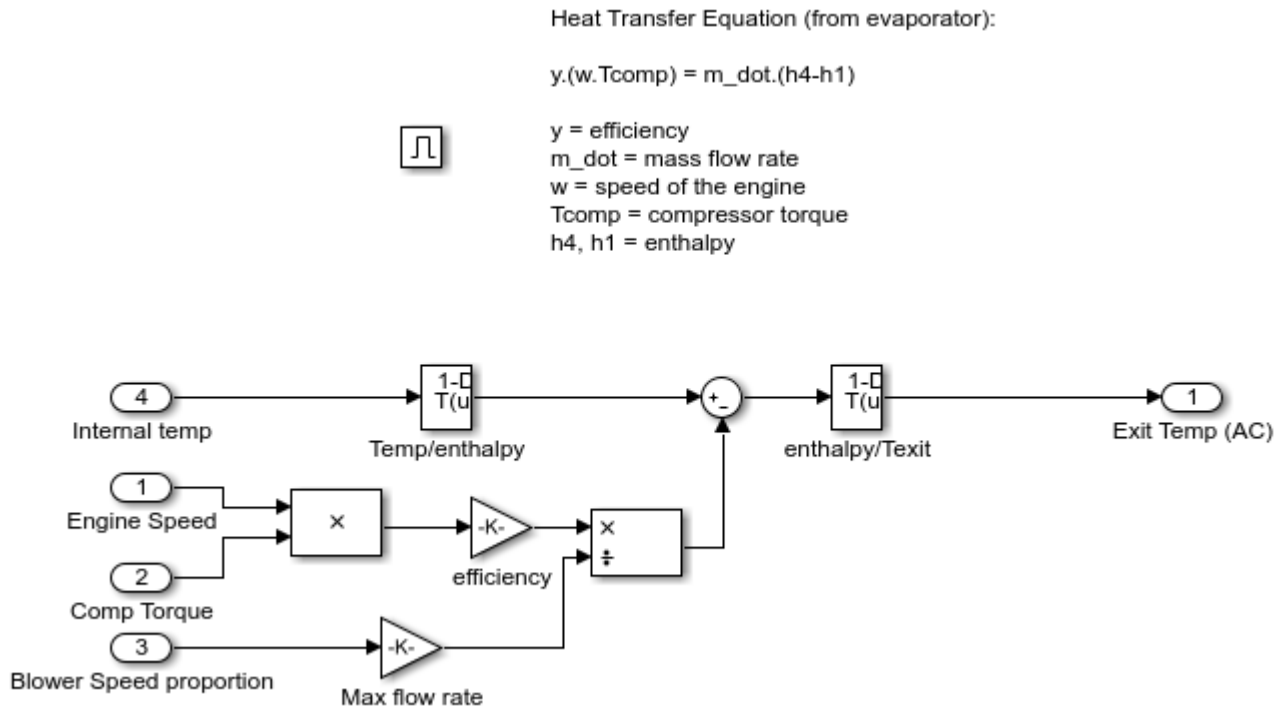 Heat Transfer Equation (from evaporator):
y.(w.Tcomp) = m_dot.(h4-h1)
y = efficiency
m_dot = mass flow rate
w = speed of the engine
Tcomp = compressor torque
h4, h1 = enthalpy
4
Internal temp
1-D
T(u
Temp/enthalpy
+
-
1-D
T(u
enthalpy/Texit
1
Exit Temp (AC)
1
Engine Speed
×
-K-
efficiency
×
÷
2
Comp Torque
3
Blower Speed proportion
-K-
Max flow rate